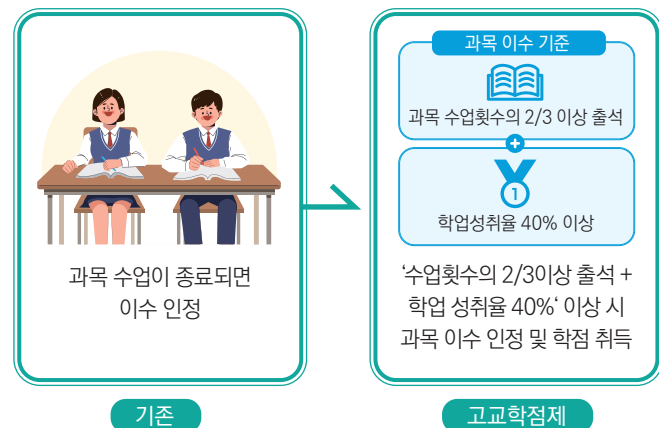 과목 수업이 종료되면
이수 인정
기존
과목 이수 기준
과목 수업횟수의 2/3 이상 출석
+
1
학업성취율 40% 이상
‘수업횟수의 2/3이상 출석 +
학업 성취율 40%‘ 이상 시
과목 이수 인정 및 학점 취득
고교학점제